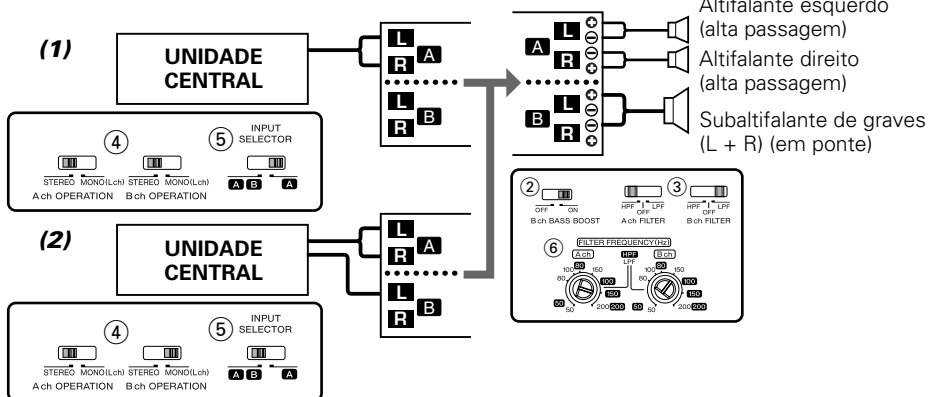 (1)
UNIDADE
CENTRAL
L
R
A
L
R
B
④
⑤
INPUT
SELECTOR
STEREO MONO(Lch) STEREO MONO(Lch)
A B A
A ch OPERATION B ch OPERATION
(2)
UNIDADE
CENTRAL
L
R
A
L
R
B
④
⑤
INPUT
SELECTOR
STEREO MONO(Lch) STEREO MONO(Lch)
A B A
A ch OPERATION B ch OPERATION
A
L
R
B
L
R
Altifalante esquerdo
(alta passagem)
Altifalante direito
(alta passagem)
Subaltifalante de graves
(L + R) (em ponte)
②
③
OFF ON
B ch BASS BOOST
HPF LPF
OFF
A ch FILTER
HPF LPF
OFF
B ch FILTER
⑥
FILTER FREQUENCY(Hz)
A ch
HPF
LPF
B ch
80
100 150
80
100
150
50
50
200 200
80
100 150
80
100
150
50
50
200 200